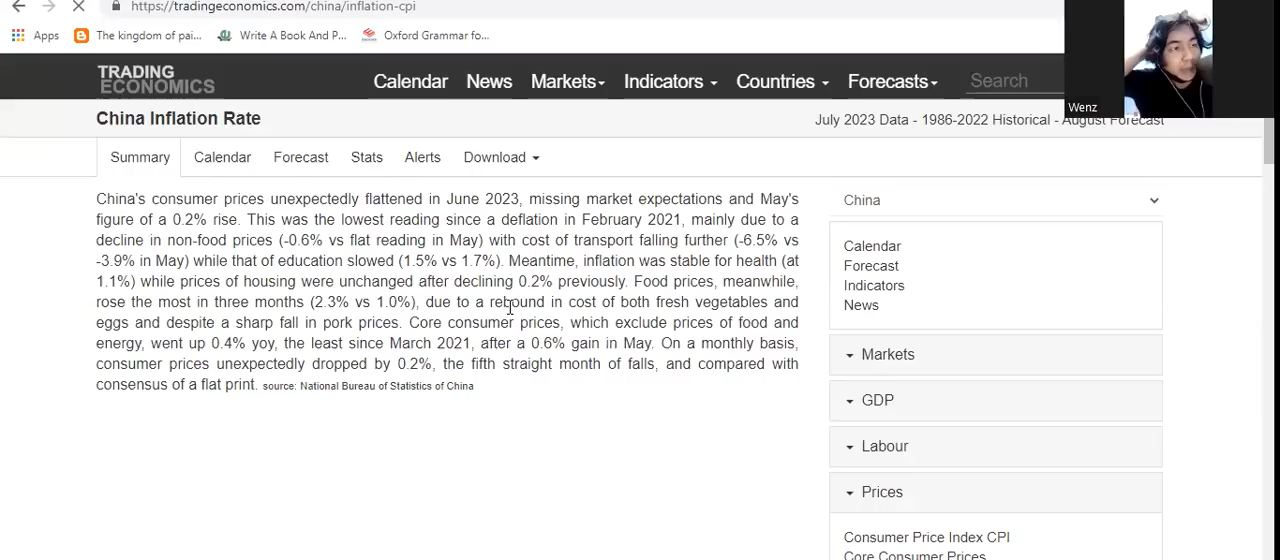 https://tradingeconomics.com/china/inflation-cpi
Apps The kingdom of pai... Write A Book And P... Oxford Grammar fo...
TRADING
ECONOMICS
Calendar News Markets Indicators Countries Forecasts Search
Wenz
China Inflation Rate
July 2023 Data - 1986-2022 Historical - August Forecast
Summary Calendar Forecast Stats Alerts Download
China's consumer prices unexpectedly flattened in June 2023, missing market expectations and May's
figure of a 0.2% rise. This was the lowest reading since a deflation in February 2021, mainly due to a
decline in non-food prices (-0.6% vs flat reading in May) with cost of transport falling further (-6.5% vs
-3.9% in May) while that of education slowed (1.5% vs 1.7%). Meantime, inflation was stable for health (at
1.1%) while prices of housing were unchanged after declining 0.2% previously. Food prices, meanwhile,
rose the most in three months (2.3% vs 1.0%), due to a rebound in cost of both fresh vegetables and
eggs and despite a sharp fall in pork prices. Core consumer prices, which exclude prices of food and
energy, went up 0.4% yoy, the least since March 2021, after a 0.6% gain in May. On a monthly basis,
consumer prices unexpectedly dropped by 0.2%, the fifth straight month of falls, and compared with
consensus of a flat print. source: National Bureau of Statistics of China
China
Calendar
Forecast
Indicators
News
Markets
GDP
Labour
Prices
Consumer Price Index CPI
Core Consumer Prices